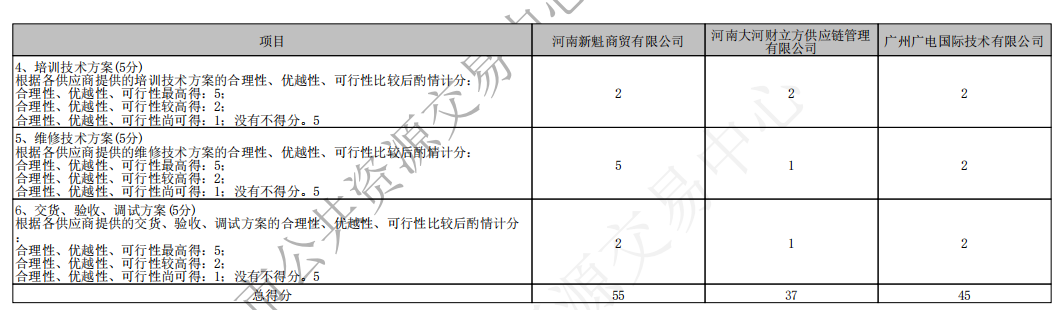 项目 河南新魁商贸有限公司 河南大河财立方供应链管理有限公司 广州广电国际技术有限公司
4、培训技术方案(5分)
根据各供应商提供的培训技术方案的合理性、优越性、可行性比较后酌情计分：
合理性、优越性、可行性最高得：5；
合理性、优越性、可行性较高得：2；
合理性、优越性、可行性尚可得：1；没有不得分。5
2 2 2
5、维修技术方案(5分)
根据各供应商提供的维修技术方案的合理性、优越性、可行性比较后酌情计分：
合理性、优越性、可行性最高得：5；
合理性、优越性、可行性较高得：2；
合理性、优越性、可行性尚可得：1；没有不得分。5
5 1 2
6、交货、验收、调试方案(5分)
根据各供应商提供的交货、验收、调试方案的合理性、优越性、可行性比较后酌情计分
：
合理性、优越性、可行性最高得：5；
合理性、优越性、可行性较高得：2；
合理性、优越性、可行性尚可得：1；没有不得分。5
2 1 2
总得分 55 37 45
市公共资源交易中心
源交易中心